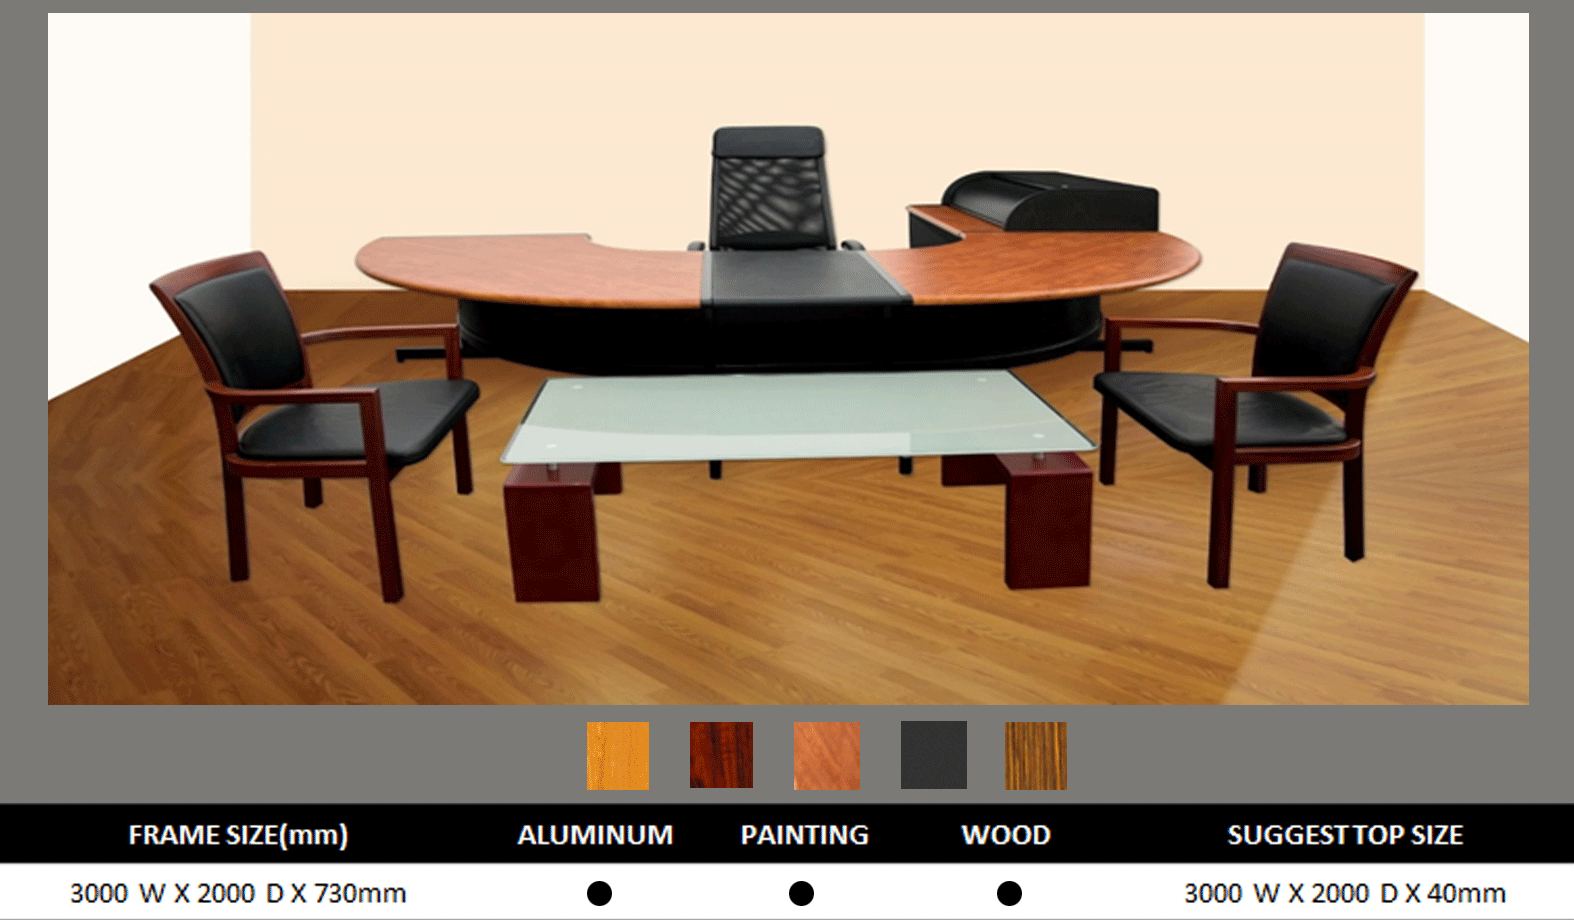 FRAME SIZE(mm) ALUMINUM PAINTING WOOD SUGGEST TOP SIZE
3000 W X 2000 D X 730mm ● ● ● 3000 W X 2000 D X 40mm